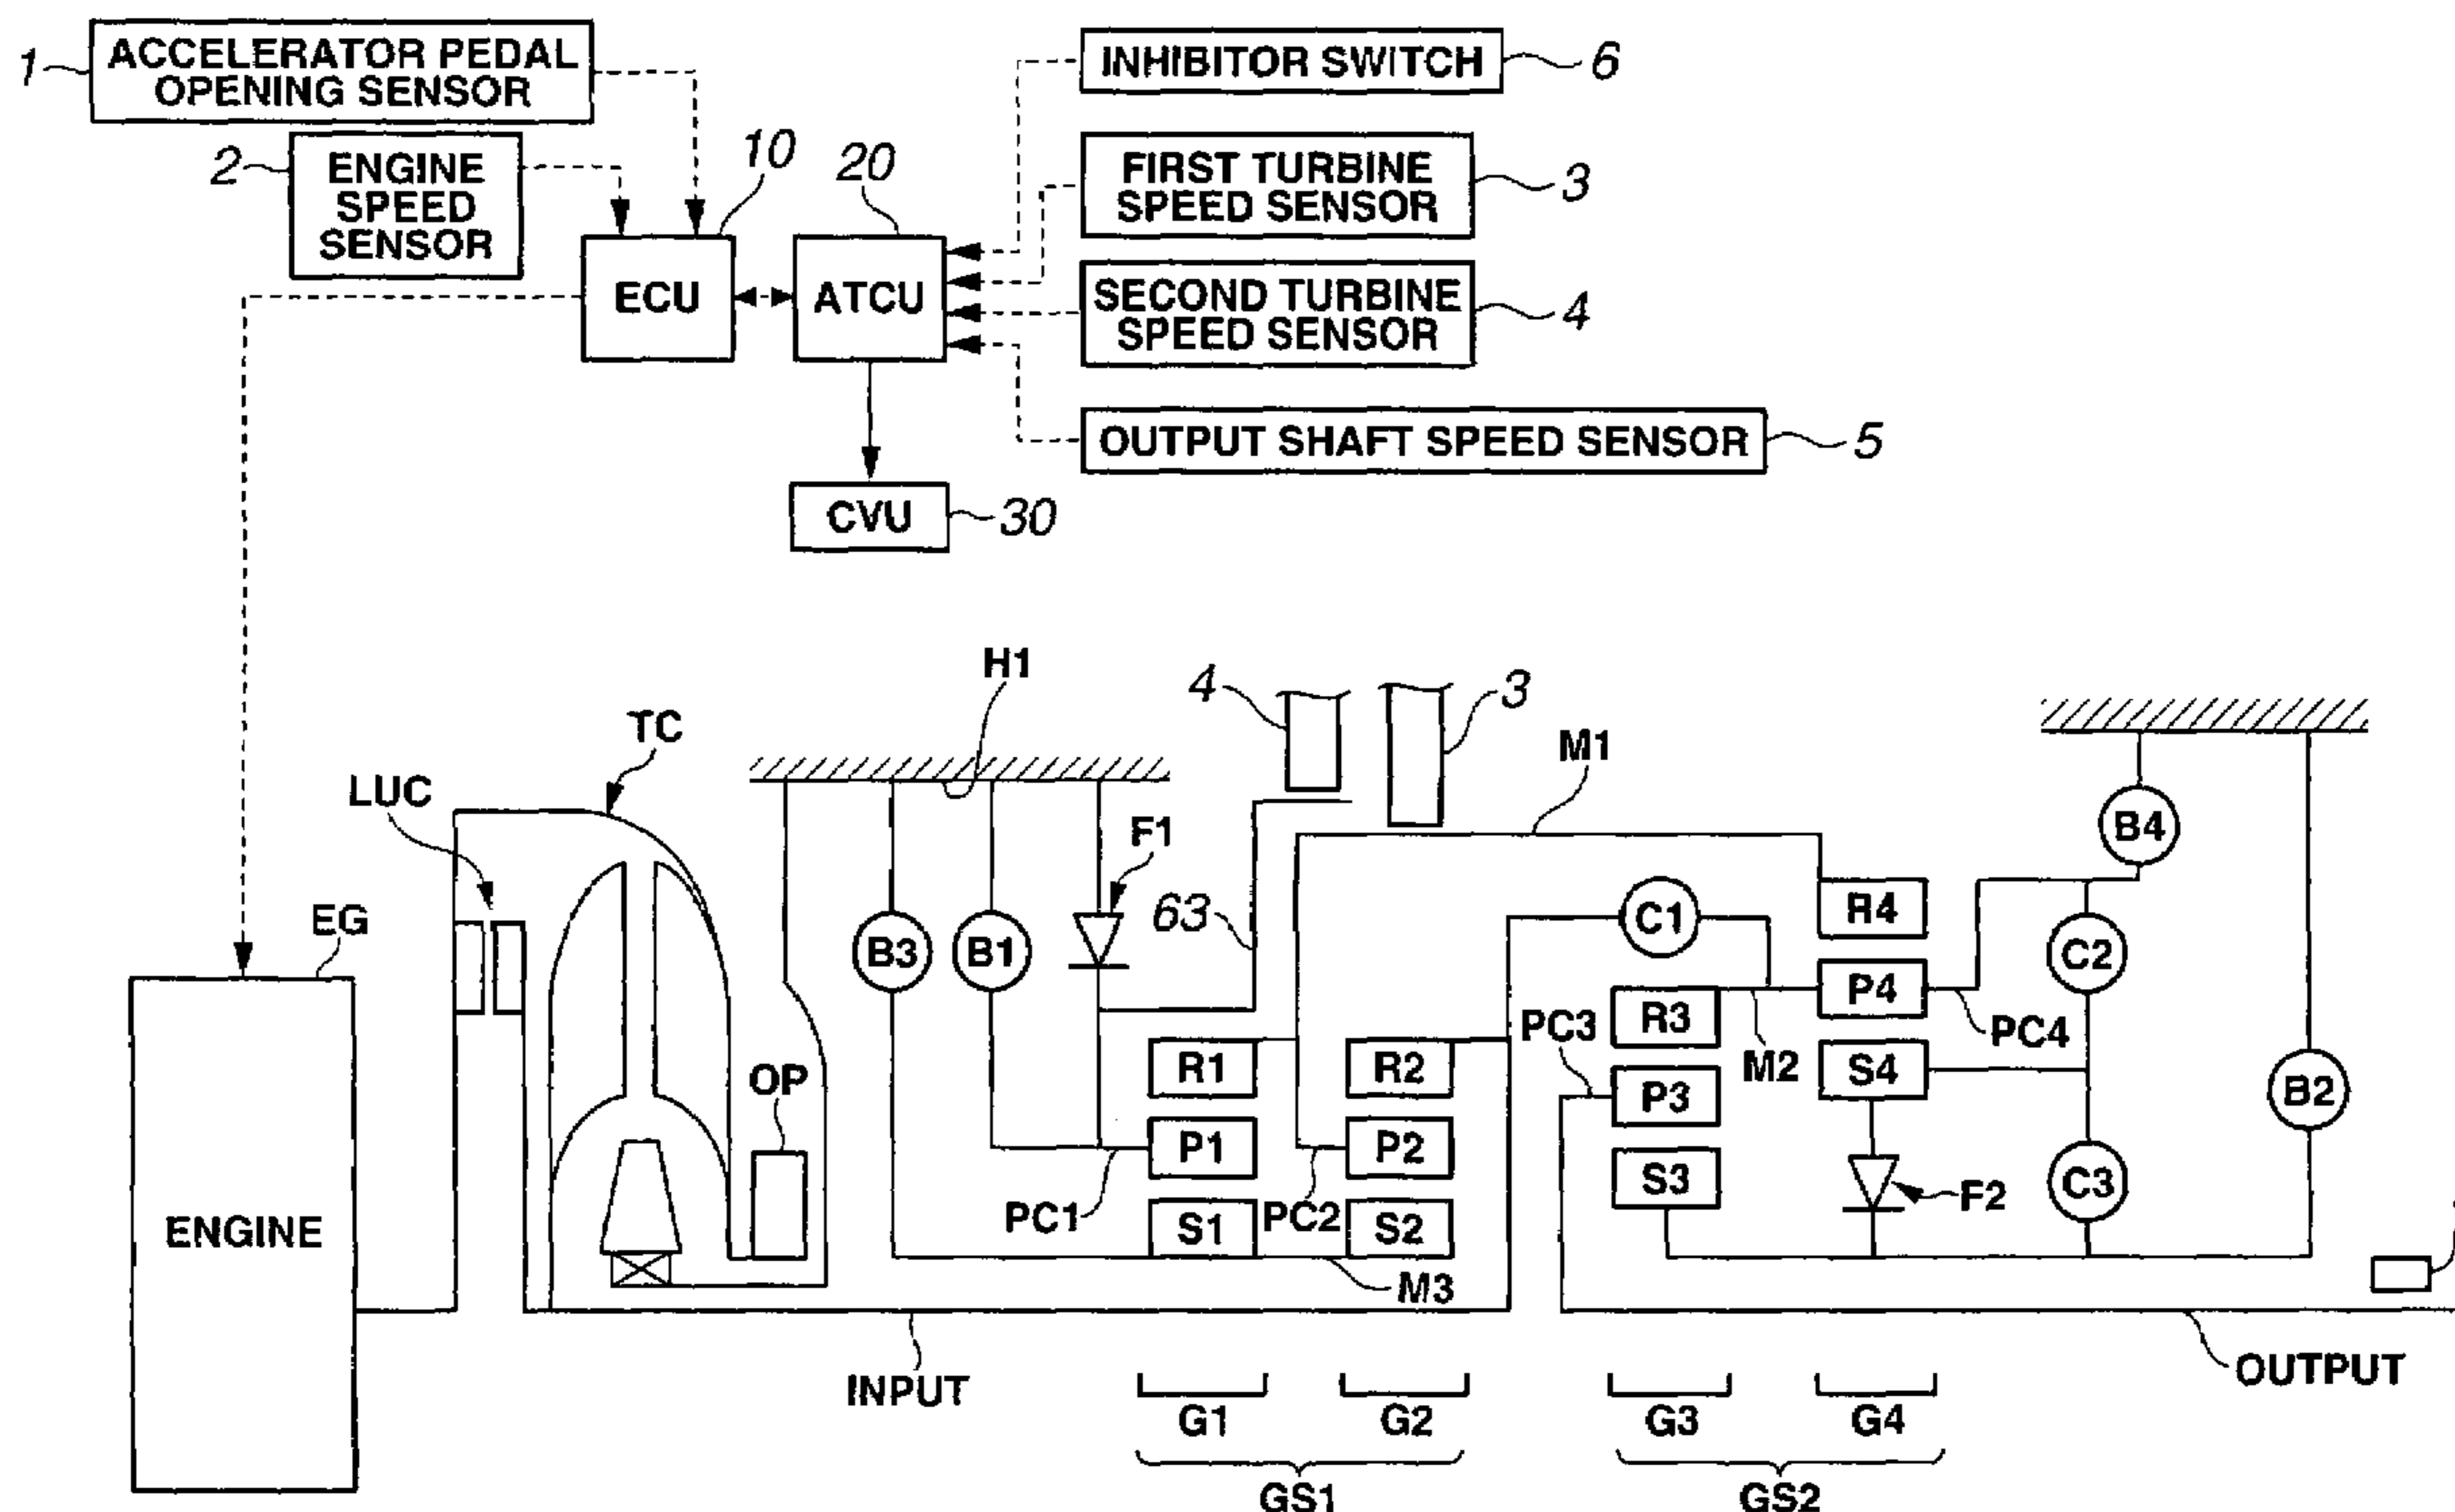 1
ACCELERATOR PEDAL
OPENING SENSOR
INHIBITOR SWITCH
6
2
ENGINE
SPEED
SENSOR
10
20
FIRST TURBINE
SPEED SENSOR
3
ECU
ATCU
SECOND TURBINE
SPEED SENSOR
4
OUTPUT SHAFT SPEED SENSOR
5
CVU
30
H1
4
3
TC
M1
LUC
F1
B4
EG
63
C1
R4
B3
B1
C2
P4
R3
PC3
PC4
M2
OP
R1
R2
S4
P3
B2
P1
P2
S3
C3
F2
PC1
S1
PC2
S2
ENGINE
M3
INPUT
OUTPUT
G1
G2
G3
G4
GS1
GS2